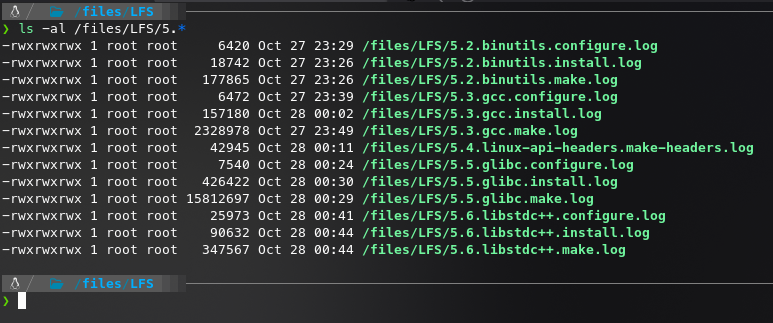 / /files/LFS
❯ ls -al /files/LFS/5.*
-rwxrwxrwx 1 root root     6420 Oct 27 23:29 /files/LFS/5.2.binutils.configure.log
-rwxrwxrwx 1 root root    18742 Oct 27 23:26 /files/LFS/5.2.binutils.install.log
-rwxrwxrwx 1 root root   177865 Oct 27 23:26 /files/LFS/5.2.binutils.make.log
-rwxrwxrwx 1 root root     6472 Oct 27 23:39 /files/LFS/5.3.gcc.configure.log
-rwxrwxrwx 1 root root   157180 Oct 28 00:02 /files/LFS/5.3.gcc.install.log
-rwxrwxrwx 1 root root  2328978 Oct 27 23:49 /files/LFS/5.3.gcc.make.log
-rwxrwxrwx 1 root root    42945 Oct 28 00:11 /files/LFS/5.4.linux-api-headers.make-headers.log
-rwxrwxrwx 1 root root     7540 Oct 28 00:24 /files/LFS/5.5.glibc.configure.log
-rwxrwxrwx 1 root root   426422 Oct 28 00:30 /files/LFS/5.5.glibc.install.log
-rwxrwxrwx 1 root root 15812697 Oct 28 00:29 /files/LFS/5.5.glibc.make.log
-rwxrwxrwx 1 root root    25973 Oct 28 00:41 /files/LFS/5.6.libstdc++.configure.log
-rwxrwxrwx 1 root root    90632 Oct 28 00:44 /files/LFS/5.6.libstdc++.install.log
-rwxrwxrwx 1 root root   347567 Oct 28 00:44 /files/LFS/5.6.libstdc++.make.log
/ /files/LFS
❯